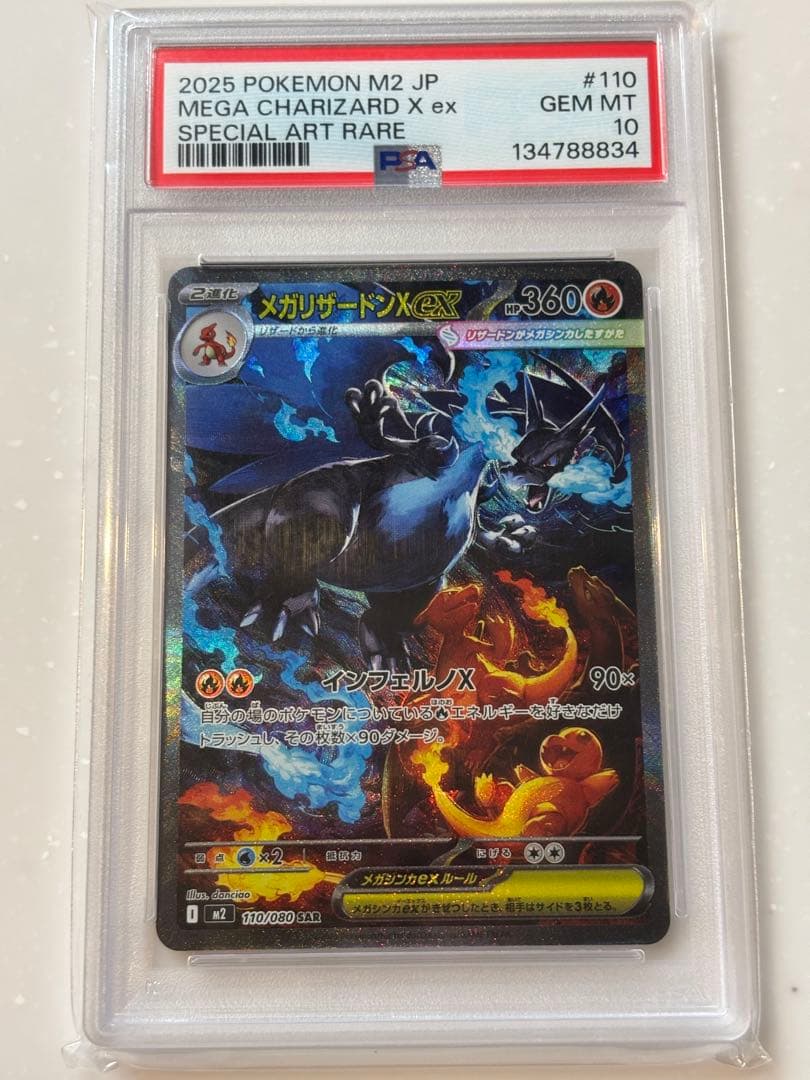 2025 POKEMON M2 JP #110
MEGA CHARIZARD X ex GEM MT
SPECIAL ART RARE 10
PSA 134788834
2進化 メガリザードンXex HP360
リザードから進化 リザードンがメガシンカしたすがた
インフェルノX 90×
自分の場のポケモンについているエネルギーを好きなだけ
トラッシュし、その枚数×90ダメージ。
弱点 ×2 抵抗力 にげる
メガシンカexルール
メガシンカexがきぜつしたとき、相手はサイドを3枚とる。
Illus. danciao
I M2 110/080 SAR